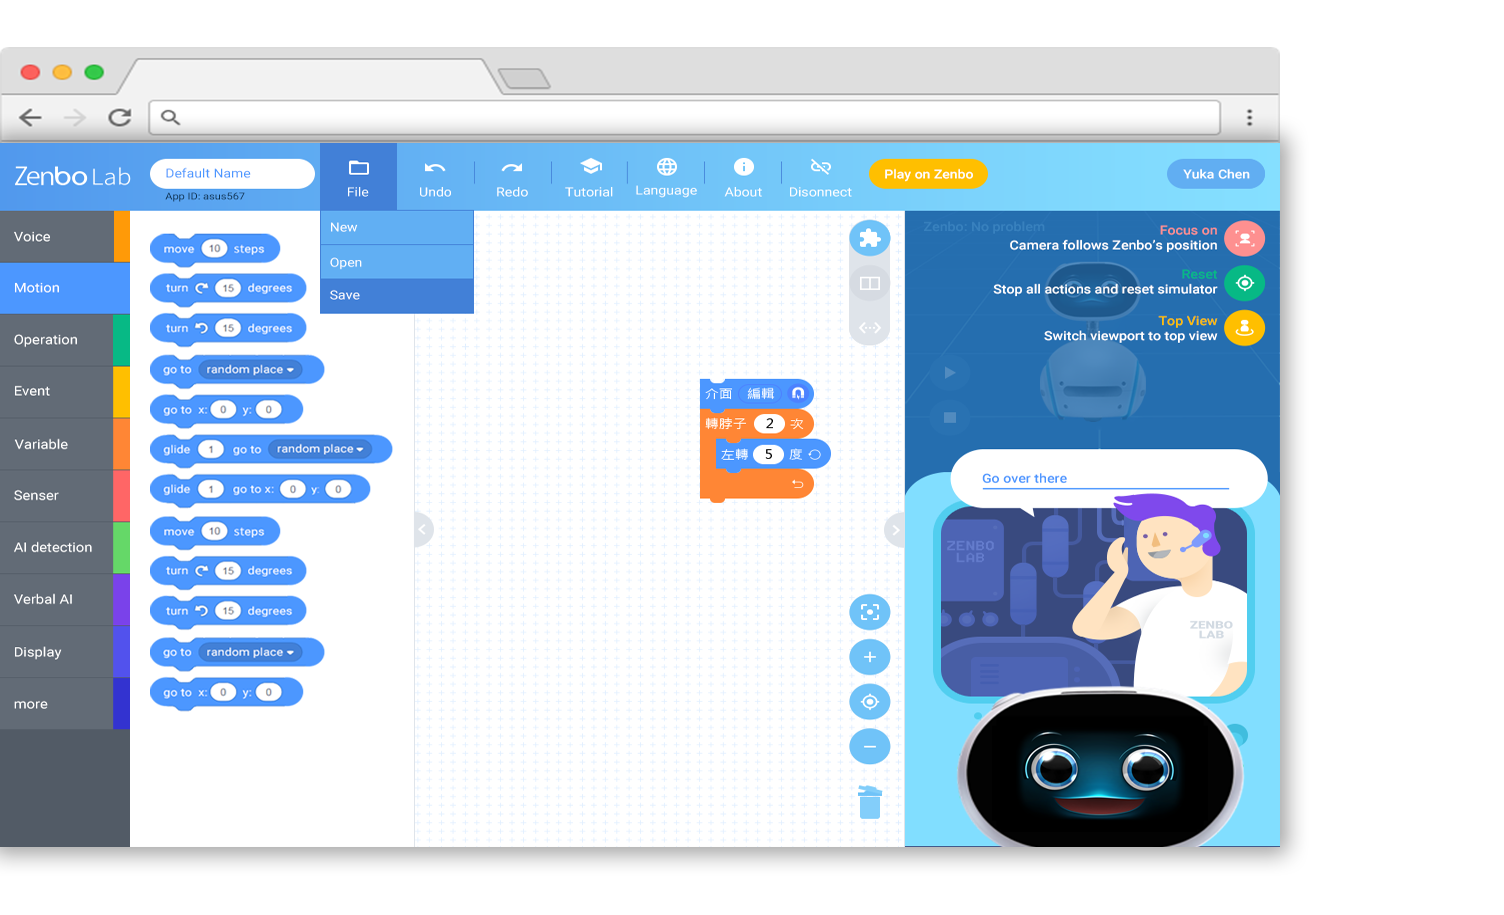 Zenbo Lab
Default Name
App ID: asus567
File
Undo
Redo
Tutorial
Language
About
Disonnect
Play on Zenbo
Yuka Chen
New
Open
Save
Voice
Motion
Operation
Event
Variable
Senser
AI detection
Verbal AI
Display
more
move 10 steps
turn 15 degrees
turn 15 degrees
go to random place
go to x: 0 y: 0
glide 1 go to random place
glide 1 go to x: 0 y: 0
move 10 steps
turn 15 degrees
turn 15 degrees
go to random place
go to x: 0 y: 0
介面 編輯
轉脖子 2 次
左轉 5 度
Zenbo: No problem
Focus on
Camera follows Zenbo's position
Reset
Stop all actions and reset simulator
Top View
Switch viewport to top view
Go over there
ZENBO
LAB
ZENBO
LAB